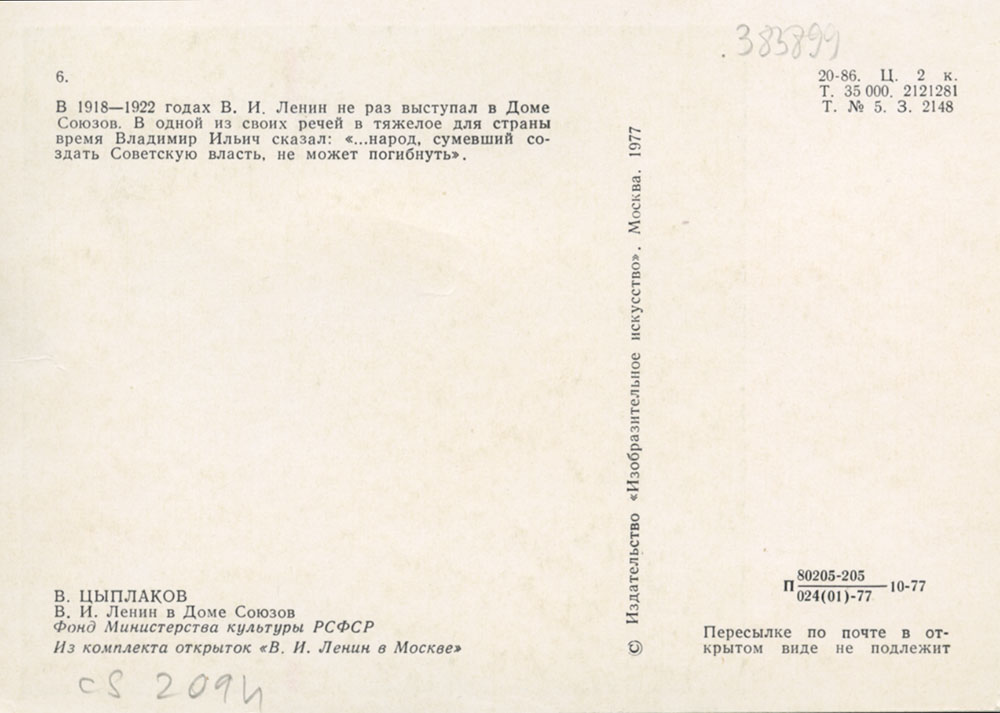 383899
6.
В 1918—1922 годах В. И. Ленин не раз выступал в Доме
Союзов. В одной из своих речей в тяжелое для страны
время Владимир Ильич сказал: «...народ, сумевший со-
здать Советскую власть, не может погибнуть».
20-86. Ц. 2 к.
Т. 35 000. 2121281
Т. № 5. З. 2148
© Издательство «Изобразительное искусство». Москва. 1977
В. ЦЫПЛАКОВ
В. И. Ленин в Доме Союзов
Фонд Министерства культуры РСФСР
Из комплекта открыток «В. И. Ленин в Москве»
П 80205-205
024(01)-77 —10-77
Пересылке по почте в от-
крытом виде не подлежит